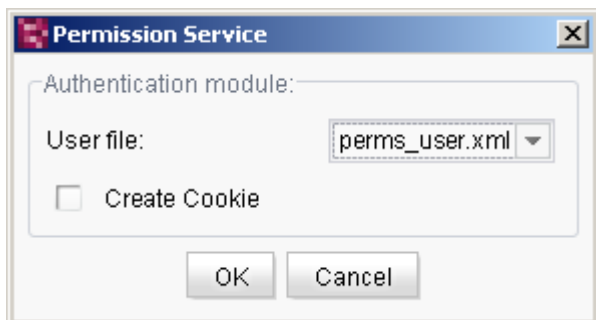 Permission Service
Authentication module:
User file: perms_user.xml
Create Cookie
OK Cancel